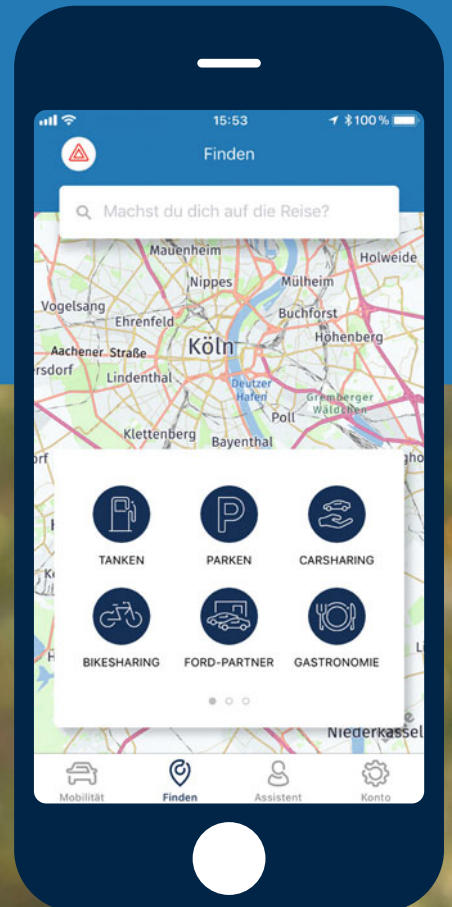 15:53
100 %
Finden
Machst du dich auf die Reise?
Mauenheim
Holweide
Nippes
Mülheim
Vogelsang
Buchforst
Ehrenfeld
Höhenberg
Aachener Straße
Köln
rsdorf
Lindenthal
Deutzer
Hafen
Gremberger
Wäldchen
Poll
Klettenberg
Bayenthal
TANKEN
PARKEN
CARSHARING
BIKESHARING
FORD-PARTNER
GASTRONOMIE
Niederkassel
Mobilität
Finden
Assistent
Konto